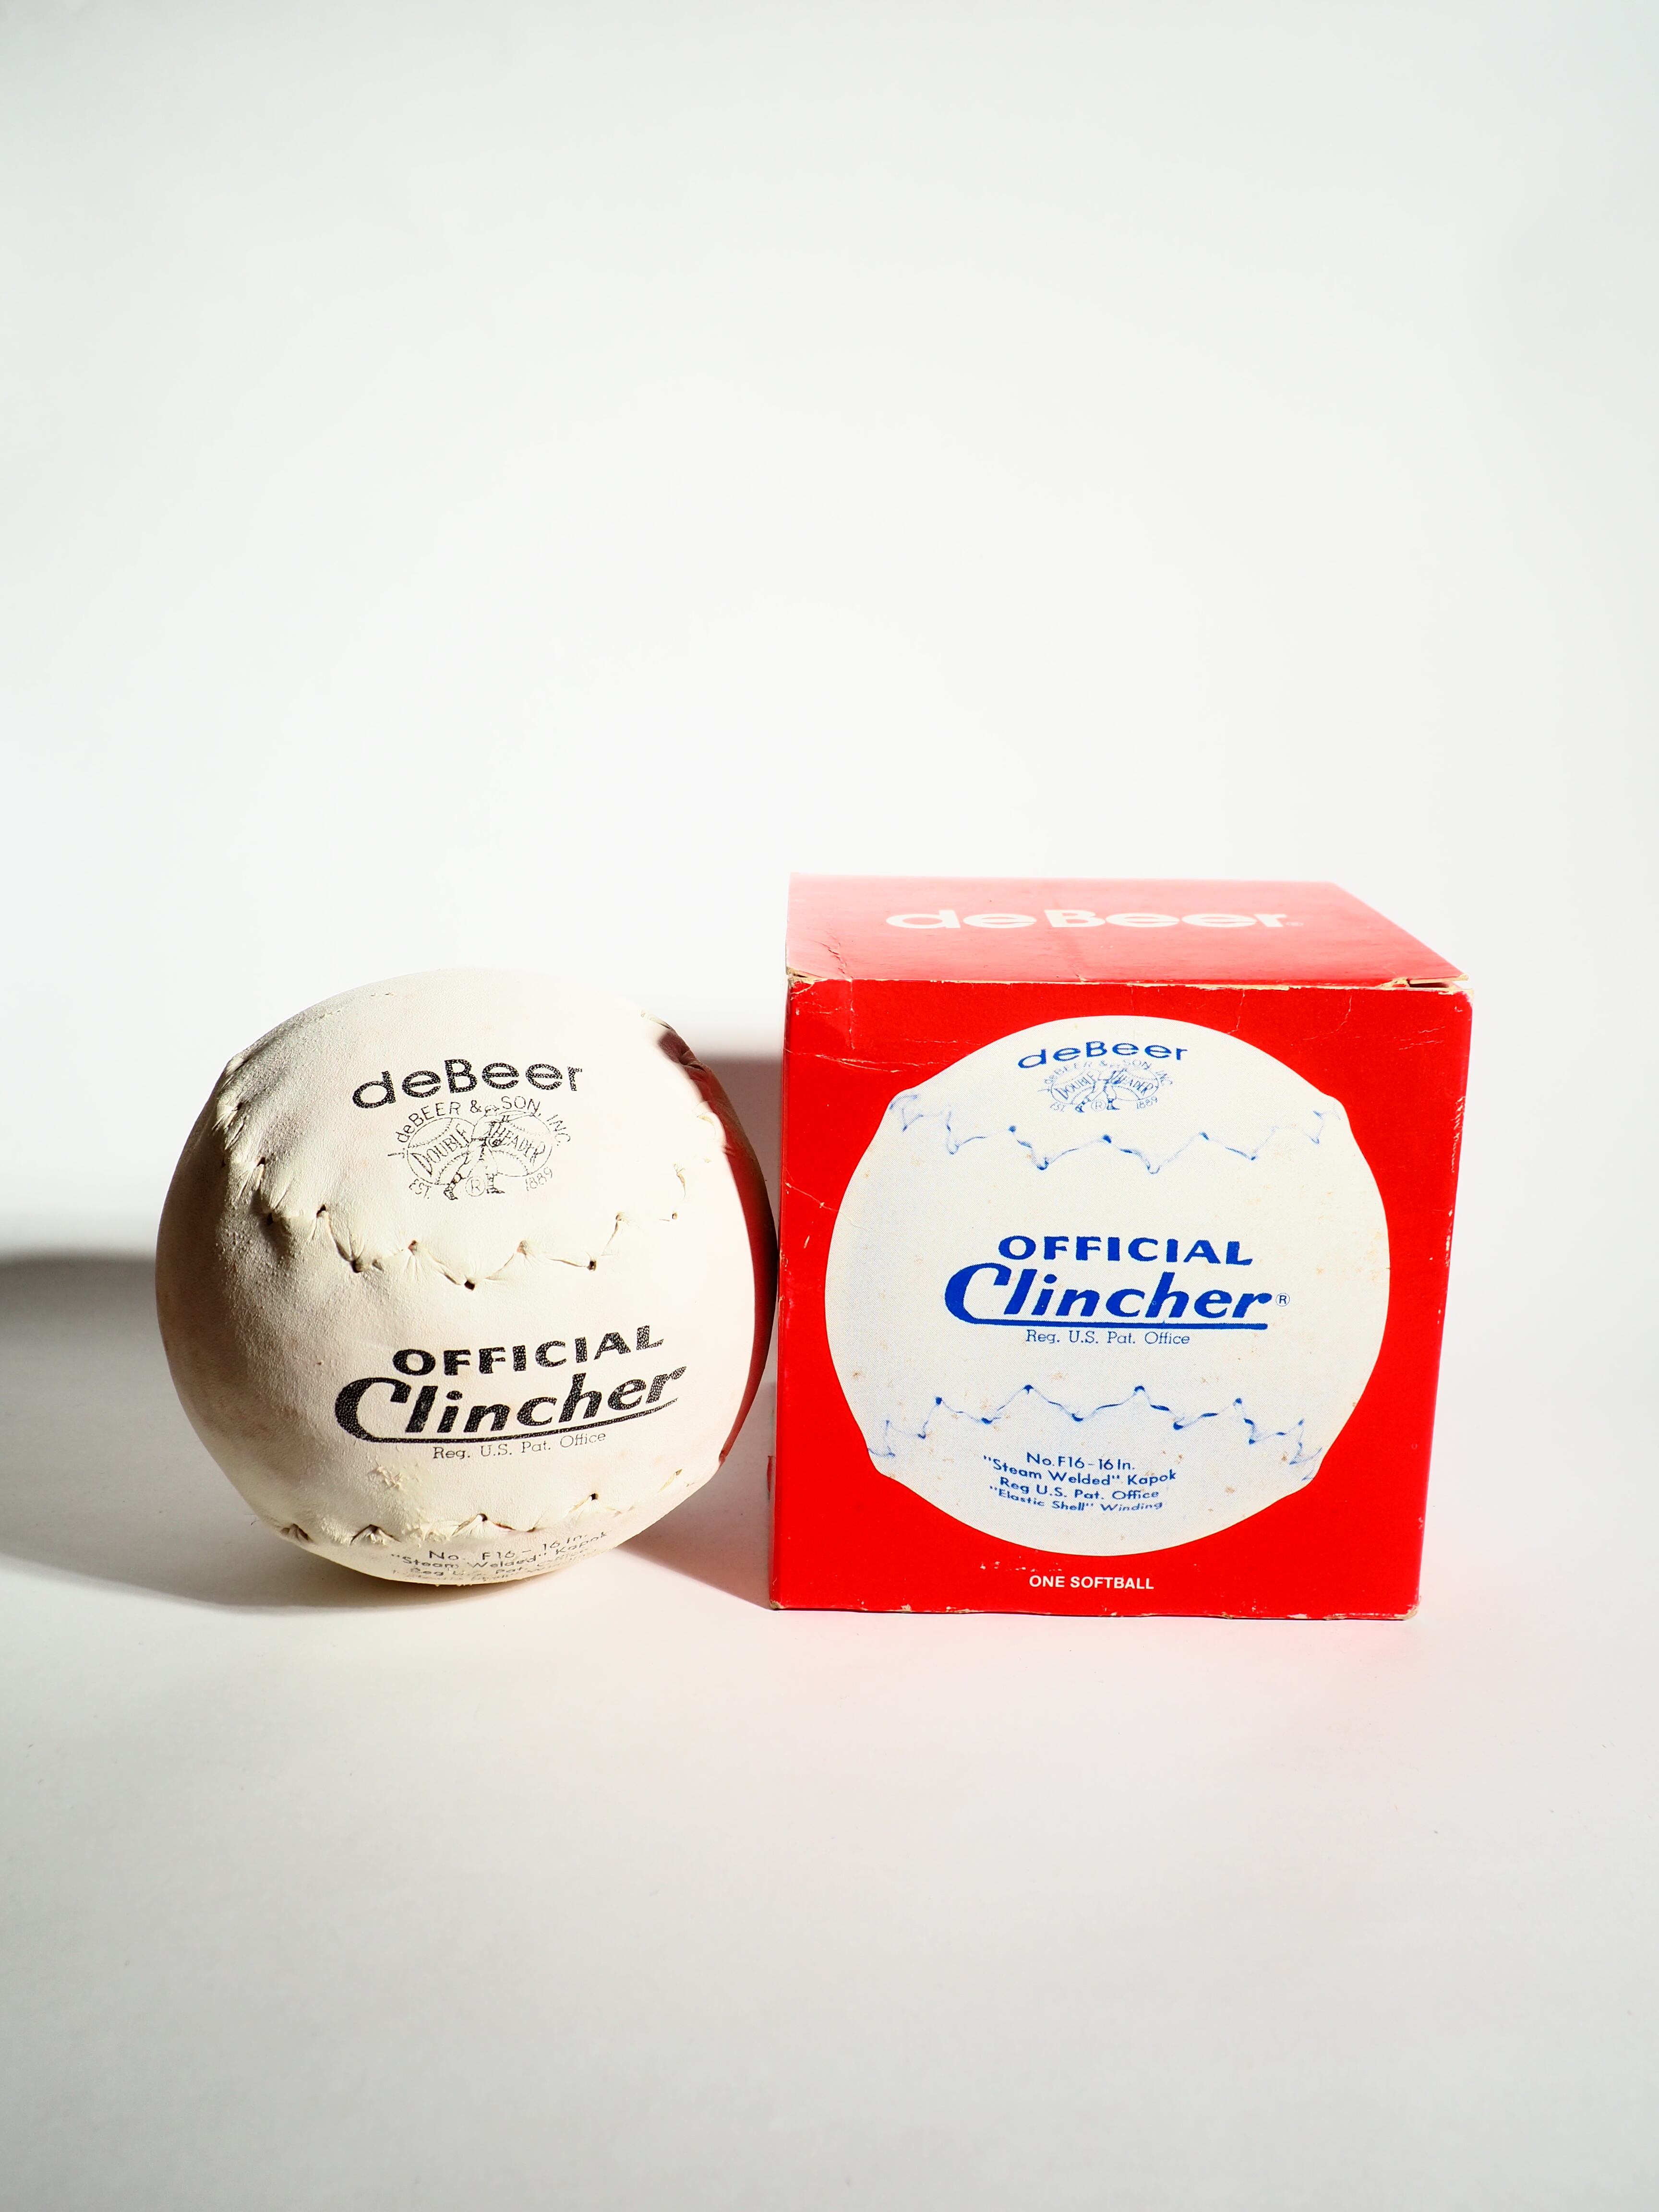 deBeer
deBEER & SON, INC.
DOUBLE HEADER
EST. ® 1889
OFFICIAL
Clincher
Reg. U.S. Pat. Office
No. F16 - 16 In.
"Steam Welded" Kapok
Reg U.S. Pat.
deBeer
deBeer
deBEER & SON, INC.
DOUBLE HEADER
EST. ® 1889
OFFICIAL
Clincher®
Reg. U.S. Pat. Office
No. F16-16 In.
"Steam Welded" Kapok
Reg U.S. Pat. Office
"Elastic Shell" Winding
ONE SOFTBALL